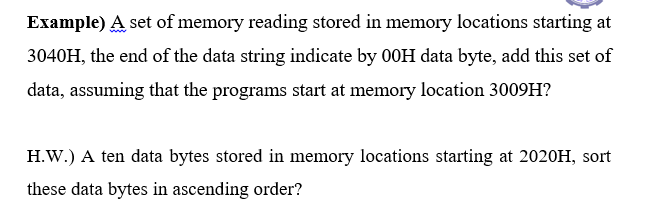 Example) A set of memory reading stored in memory locations starting at
3040H, the end of the data string indicate by 00H data byte, add this set of
data, assuming that the programs start at memory location 3009H?
H.W.) A ten data bytes stored in memory locations starting at 2020H, sort
these data bytes in ascending order?